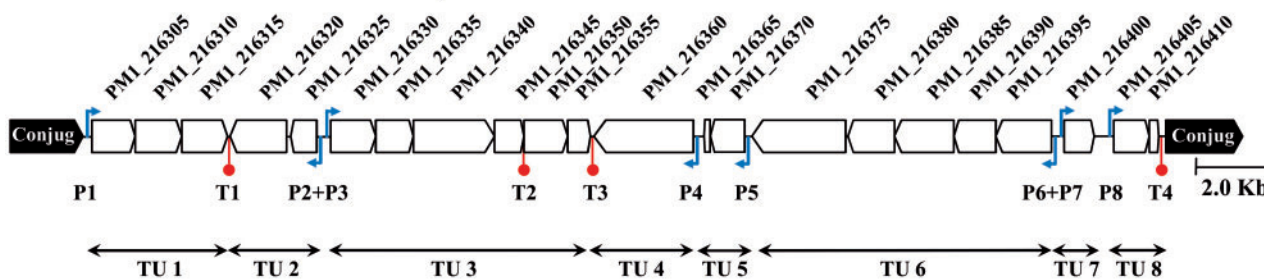 PM1_216305 PM1_216310 PM1_216315 PM1_216320 PM1_216325 PM1_216330 PM1_216335 PM1_216340 PM1_216345 PM1_216350 PM1_216355 PM1_216360 PM1_216365 PM1_216370 PM1_216375 PM1_216380 PM1_216385 PM1_216390 PM1_216395 PM1_216400 PM1_216405 PM1_216410
Conjug Conjug
P1 T1 P2+P3 T2 T3 P4 P5 P6+P7 P8 T4 2.0 Kb
TU 1 TU 2 TU 3 TU 4 TU 5 TU 6 TU 7 TU 8